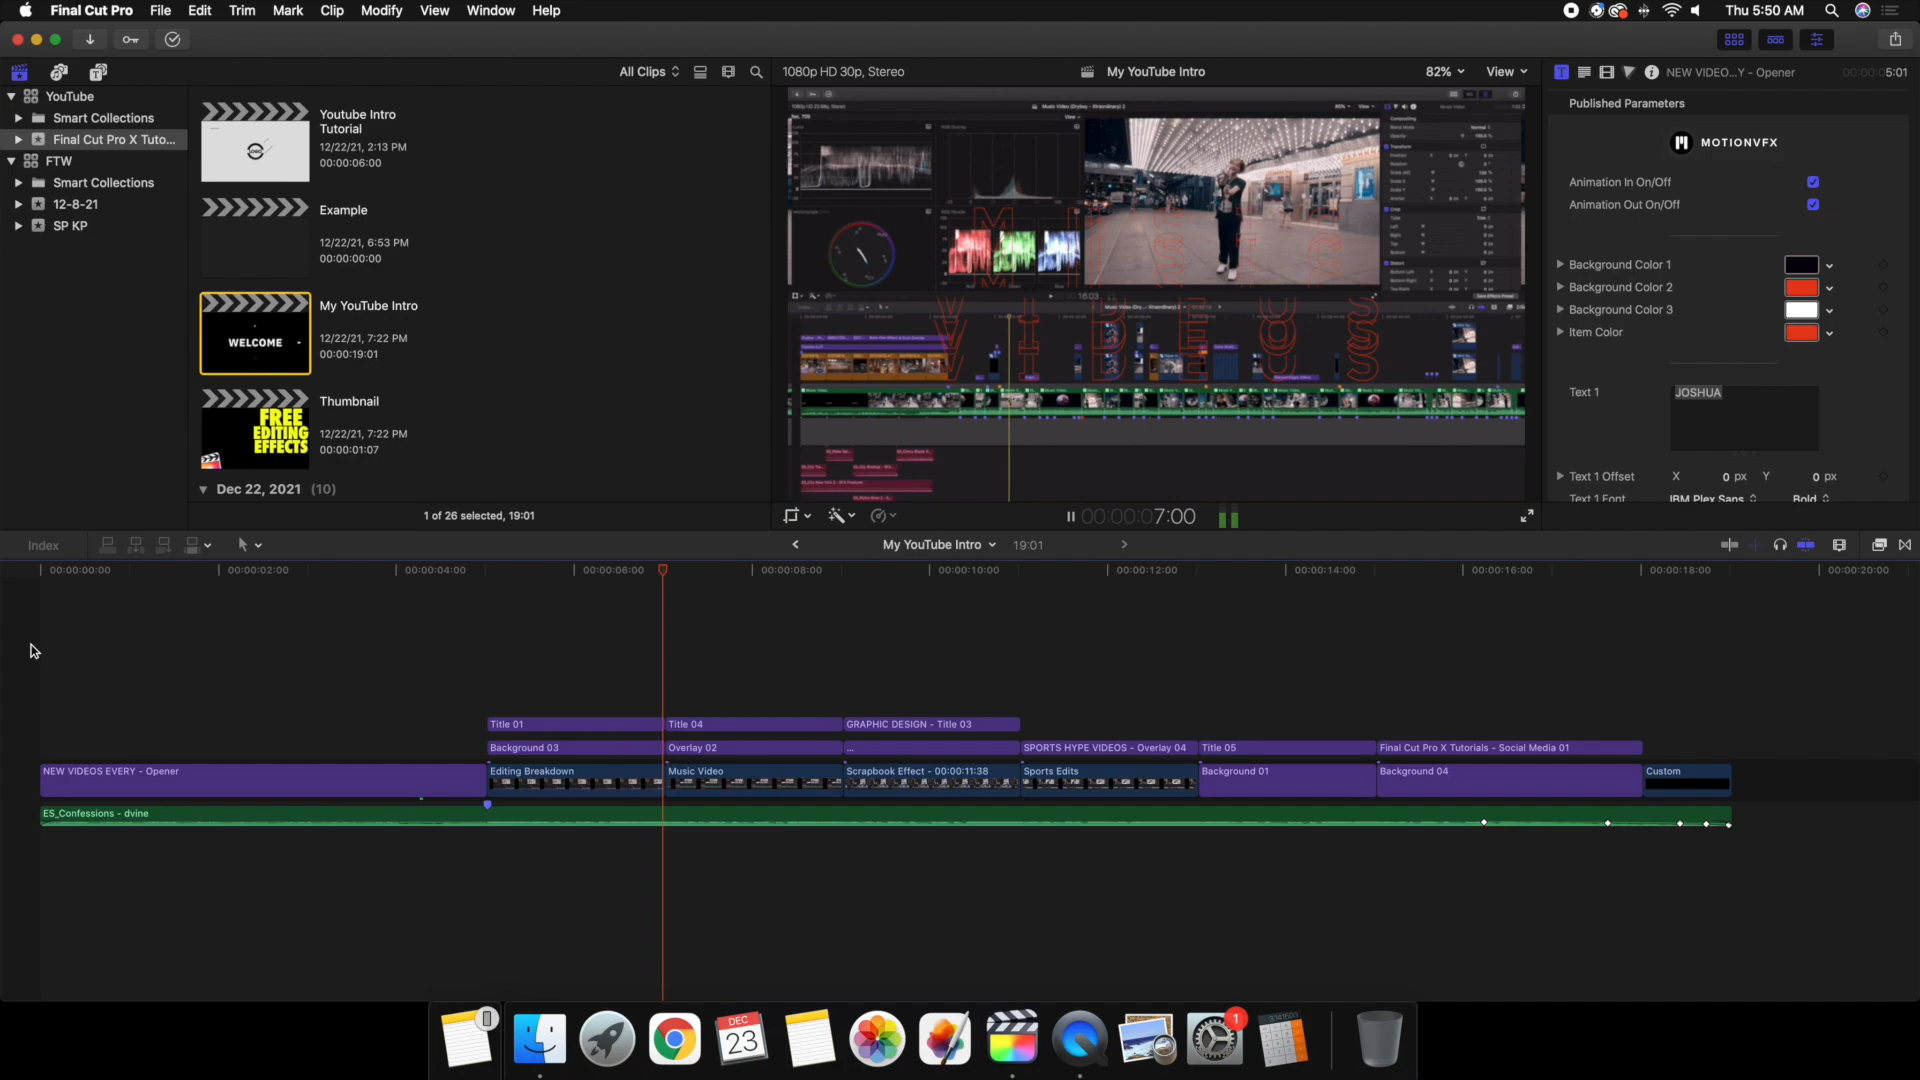 Final Cut Pro File Edit Trim Mark Clip Modify View Window Help
Thu 5:50 AM
All Clips
1080p HD 30p, Stereo
My YouTube Intro
82%
View
NEW VIDEO...Y - Opener
00:00:05:01
YouTube
Smart Collections
Final Cut Pro X Tuto...
FTW
Smart Collections
12-8-21
SP KP
Youtube Intro
Tutorial
12/22/21, 2:13 PM
00:00:06:00
Example
12/22/21, 6:53 PM
00:00:00:00
WELCOME
My YouTube Intro
12/22/21, 7:22 PM
00:00:19:01
FREE
EDITING
EFFECTS
Thumbnail
12/22/21, 7:22 PM
00:00:01:07
Dec 22, 2021 (10)
1 of 26 selected, 19:01
MUSIC
VIDEOS
16:03
00:00:07:00
Published Parameters
MOTIONVFX
Animation In On/Off
Animation Out On/Off
Background Color 1
Background Color 2
Background Color 3
Item Color
Text 1
JOSHUA
Text 1 Offset X 0 px Y 0 px
Text 1 Font IBM Plex Sans Bold
Index
My YouTube Intro
19:01
00:00:00:00 00:00:02:00 00:00:04:00 00:00:06:00 00:00:08:00 00:00:10:00 00:00:12:00 00:00:14:00 00:00:16:00 00:00:18:00 00:00:20:00
Title 01 Title 04 GRAPHIC DESIGN - Title 03
Background 03 Overlay 02 ... SPORTS HYPE VIDEOS - Overlay 04 Title 05 Final Cut Pro X Tutorials - Social Media 01
NEW VIDEOS EVERY - Opener Editing Breakdown Music Video Scrapbook Effect - 00:00:11:38 Sports Edits Background 01 Background 04 Custom
ES_Confessions - dvine
DEC
23
1